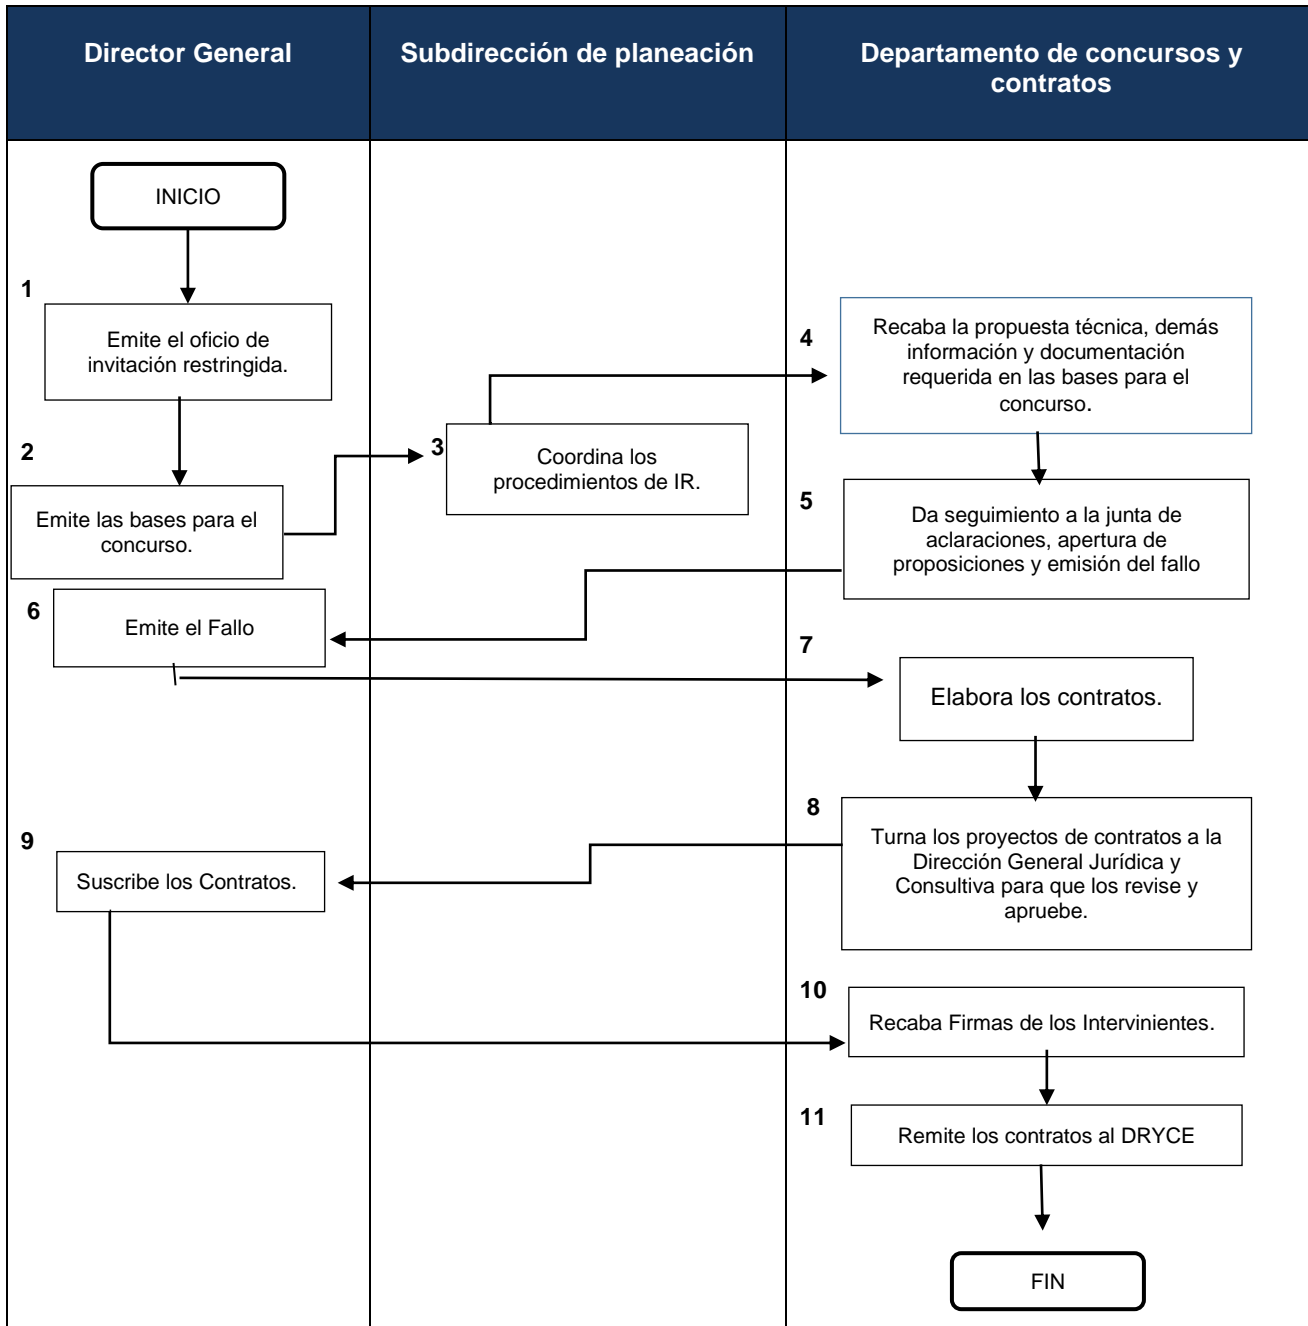 Director General
Subdirección de planeación
Departamento de concursos y
contratos
INICIO
1
Emite el oficio de
invitación restringida.
2
Emite las bases para el
concurso.
3
Coordina los
procedimientos de IR.
4
Recaba la propuesta técnica, demás
información y documentación
requerida en las bases para el
concurso.
5
Da seguimiento a la junta de
aclaraciones, apertura de
proposiciones y emisión del fallo
6
Emite el Fallo
7
Elabora los contratos.
8
Turna los proyectos de contratos a la
Dirección General Jurídica y
Consultiva para que los revise y
apruebe.
9
Suscribe los Contratos.
10
Recaba Firmas de los Intervinientes.
11
Remite los contratos al DRYCE
FIN